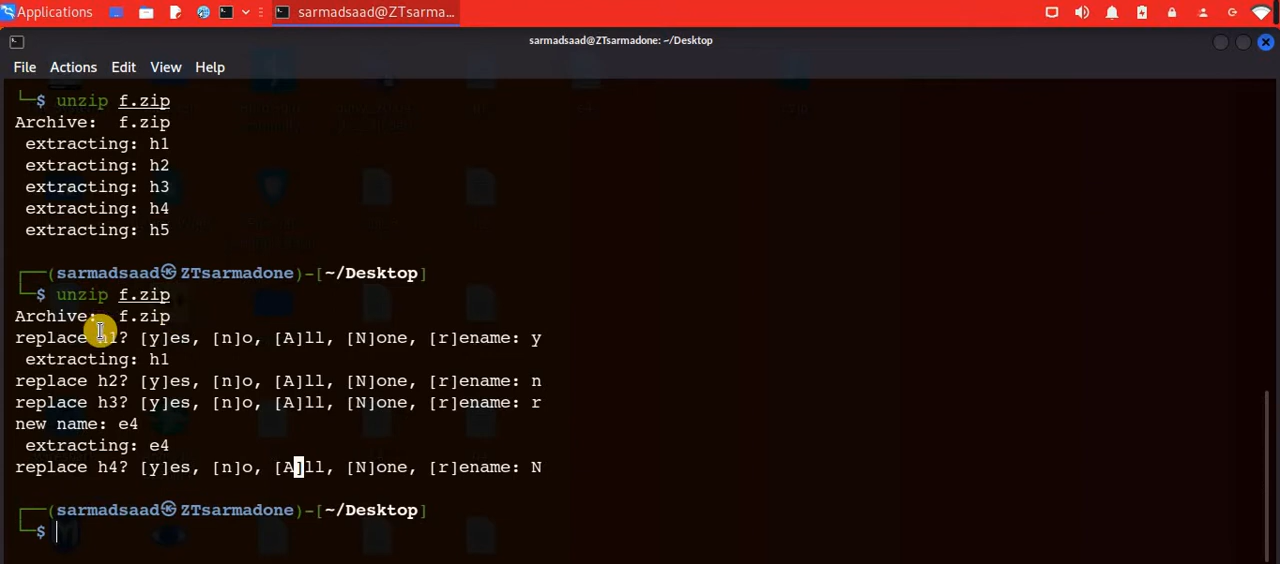 Applications
sarmadsaad@ZTsarma...
sarmadsaad@ZTsarmadone: ~/Desktop
File Actions Edit View Help
└─$ unzip f.zip
Archive:  f.zip
 extracting: h1
 extracting: h2
 extracting: h3
 extracting: h4
 extracting: h5
┌──(sarmadsaad㉿ZTsarmadone)-[~/Desktop]
└─$ unzip f.zip
Archive:  f.zip
replace h1? [y]es, [n]o, [A]ll, [N]one, [r]ename: y
 extracting: h1
replace h2? [y]es, [n]o, [A]ll, [N]one, [r]ename: n
replace h3? [y]es, [n]o, [A]ll, [N]one, [r]ename: r
new name: e4
 extracting: e4
replace h4? [y]es, [n]o, [A]ll, [N]one, [r]ename: N
┌──(sarmadsaad㉿ZTsarmadone)-[~/Desktop]
└─$